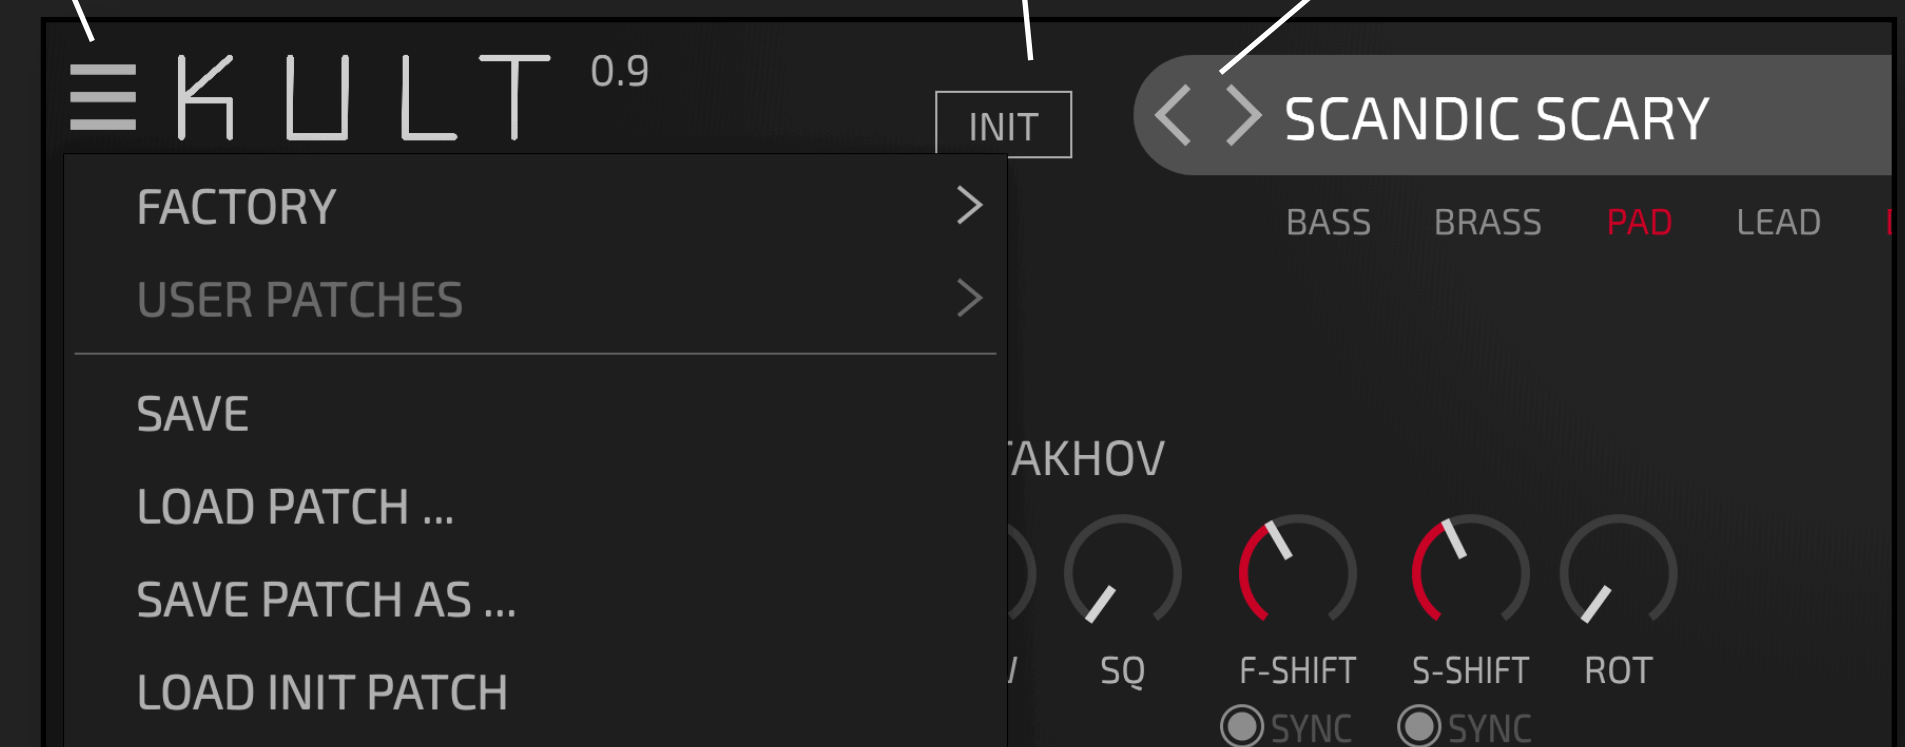 KULT 0.9
INIT
SCANDIC SCARY
BASS BRASS PAD LEAD
FACTORY
USER PATCHES
SAVE
LOAD PATCH ...
SAVE PATCH AS ...
LOAD INIT PATCH
TAKHOV
SQ F-SHIFT S-SHIFT ROT
SYNC SYNC